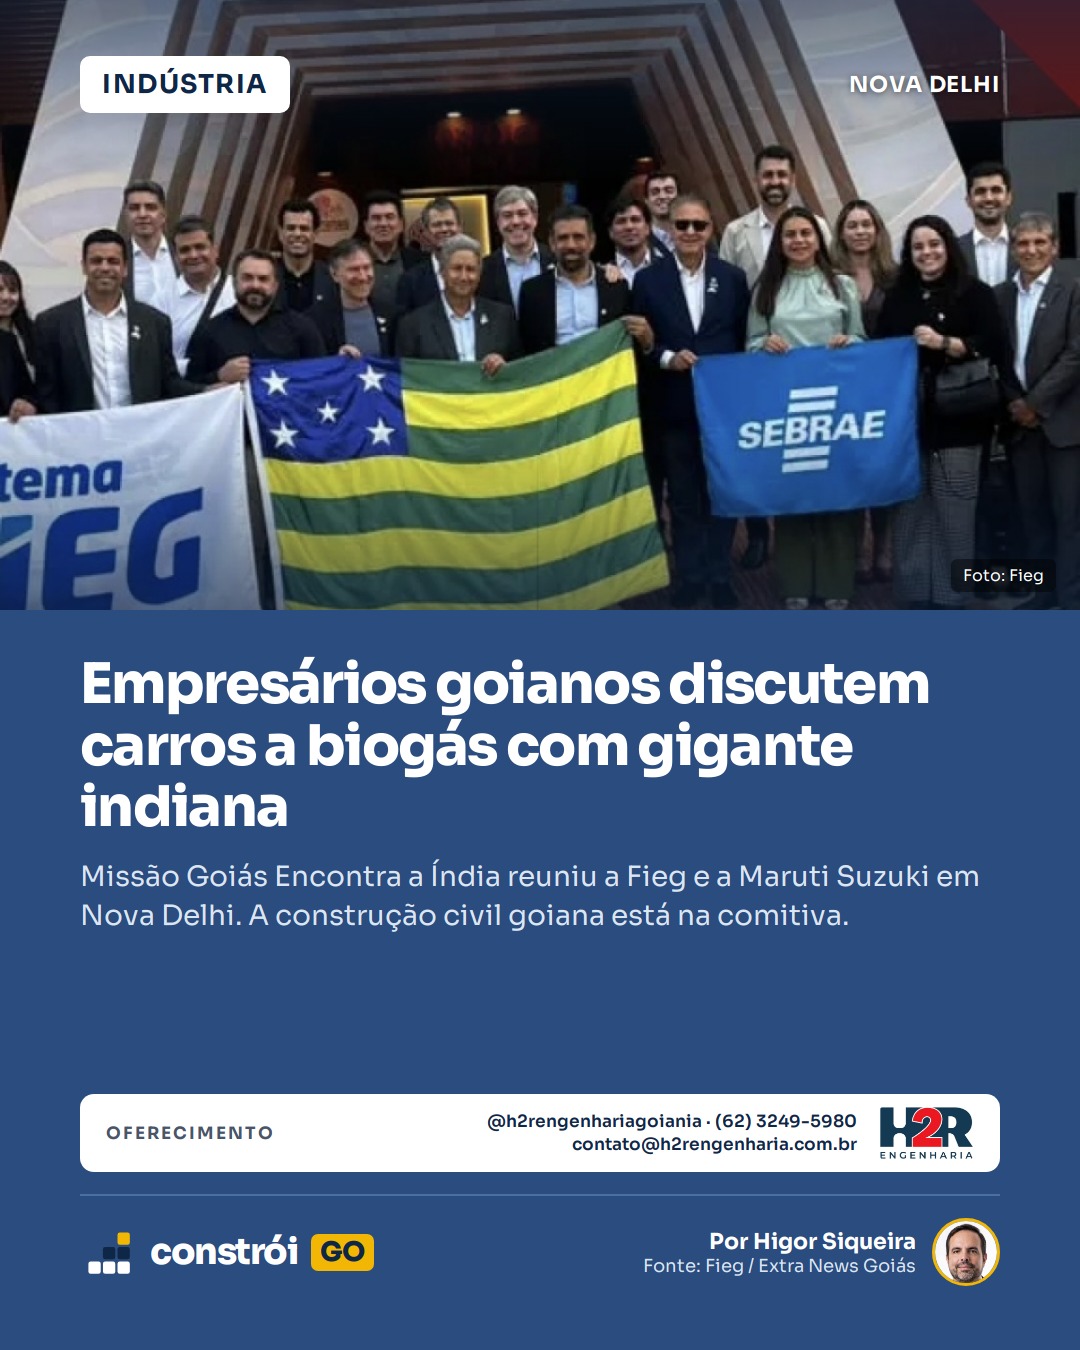 INDÚSTRIA
NOVA DELHI
SEBRAE
tema
IEG
Foto: Fieg
Empresários goianos discutem
carros a biogás com gigante
indiana
Missão Goiás Encontra a Índia reuniu a Fieg e a Maruti Suzuki em
Nova Delhi. A construção civil goiana está na comitiva.
OFERECIMENTO
@h2rengenhariagoiania · (62) 3249-5980
contato@h2rengenharia.com.br
H2R
ENGENHARIA
constrói GO
Por Higor Siqueira
Fonte: Fieg / Extra News Goiás